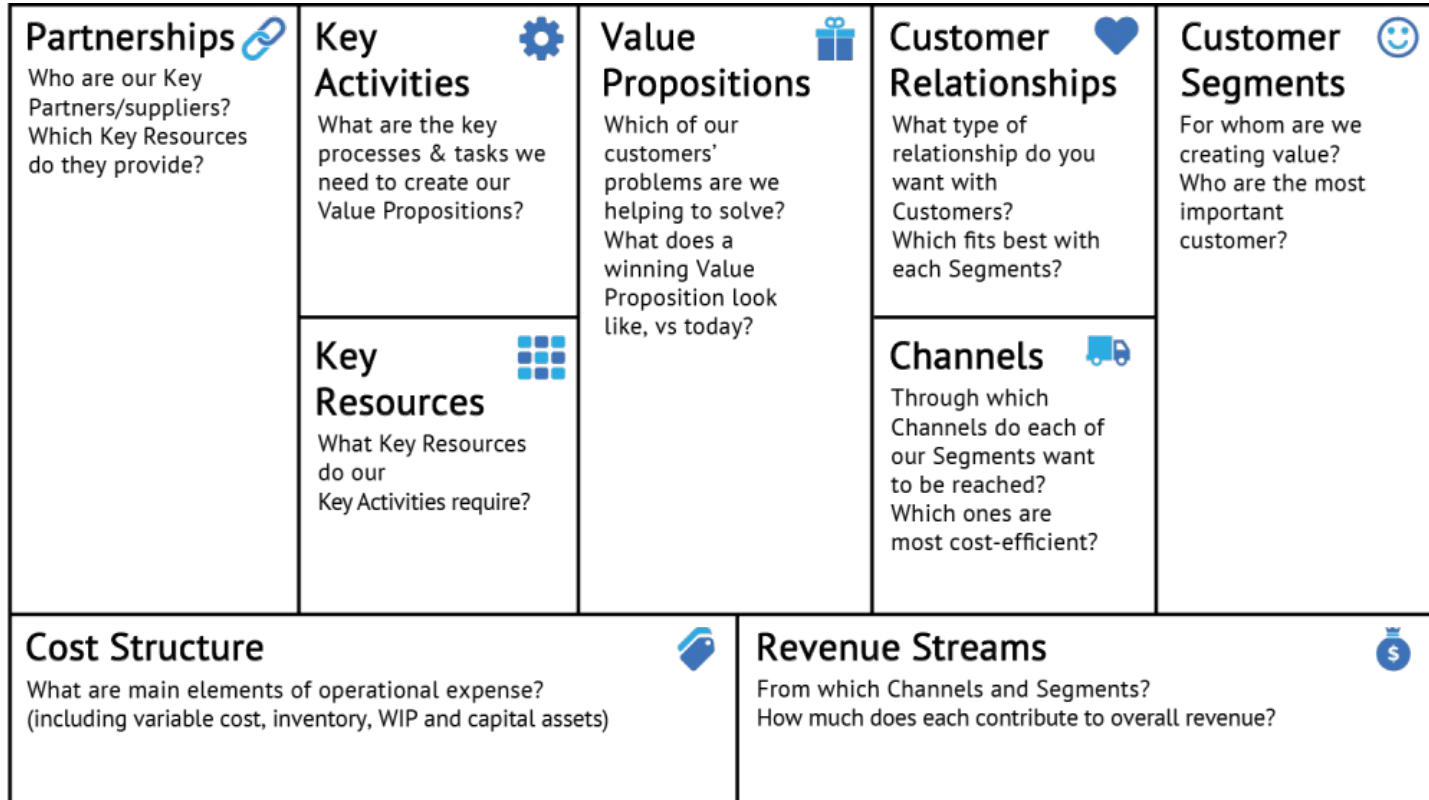 Partnerships
Who are our Key
Partners/suppliers?
Which Key Resources
do they provide?
Key
Activities
What are the key
processes & tasks we
need to create our
Value Propositions?
Key
Resources
What Key Resources
do our
Key Activities require?
Value
Propositions
Which of our
customers’
problems are we
helping to solve?
What does a
winning Value
Proposition look
like, vs today?
Customer
Relationships
What type of
relationship do you
want with
Customers?
Which fits best with
each Segments?
Channels
Through which
Channels do each of
our Segments want
to be reached?
Which ones are
most cost-efficient?
Customer
Segments
For whom are we
creating value?
Who are the most
important
customer?
Cost Structure
What are main elements of operational expense?
(including variable cost, inventory, WIP and capital assets)
Revenue Streams
$
From which Channels and Segments?
How much does each contribute to overall revenue?